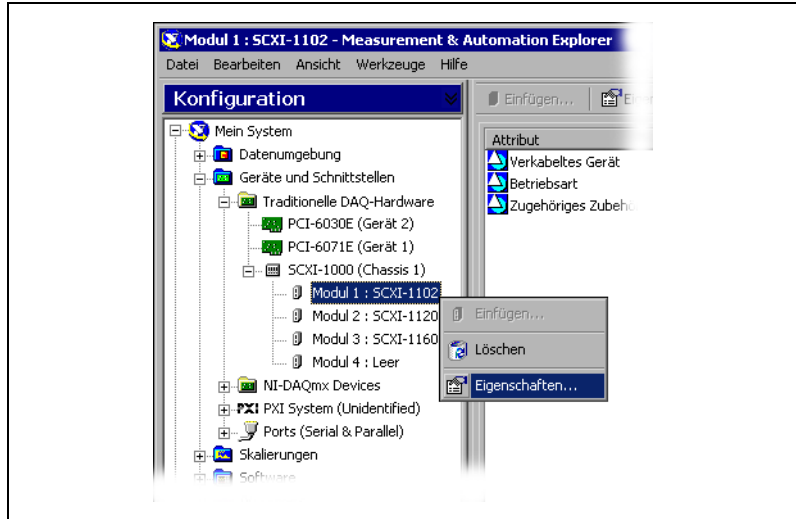 Modul 1 : SCXI-1102 - Measurement & Automation Explorer
Datei Bearbeiten Ansicht Werkzeuge Hilfe
Konfiguration
Einfügen...
Mein System
Datenumgebung
Geräte und Schnittstellen
Traditionelle DAQ-Hardware
PCI-6030E (Gerät 2)
PCI-6071E (Gerät 1)
SCXI-1000 (Chassis 1)
Modul 1 : SCXI-1102
Modul 2 : SCXI-1120
Modul 3 : SCXI-1160
Modul 4 : Leer
NI-DAQmx Devices
PXI PXI System (Unidentified)
Ports (Serial & Parallel)
Skalierungen
Software
Attribut
Verkabeltes Gerät
Betriebsart
Zugehöriges
Einfügen...
Löschen
Eigenschaften...